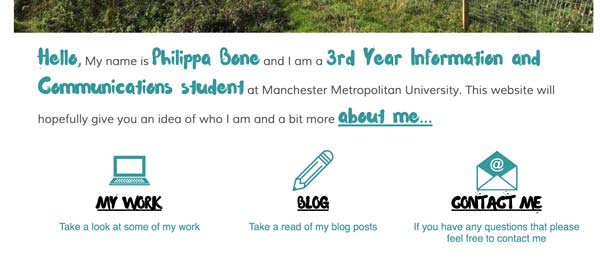 Hello, My name is Philippa Bone and I am a 3rd Year Information and
Communications student at Manchester Metropolitan University. This website will
hopefully give you an idea of who I am and a bit more about me...
@
MY WORK BLOG CONTACT ME
Take a look at some of my work Take a read of my blog posts If you have any questions that please
feel free to contact me